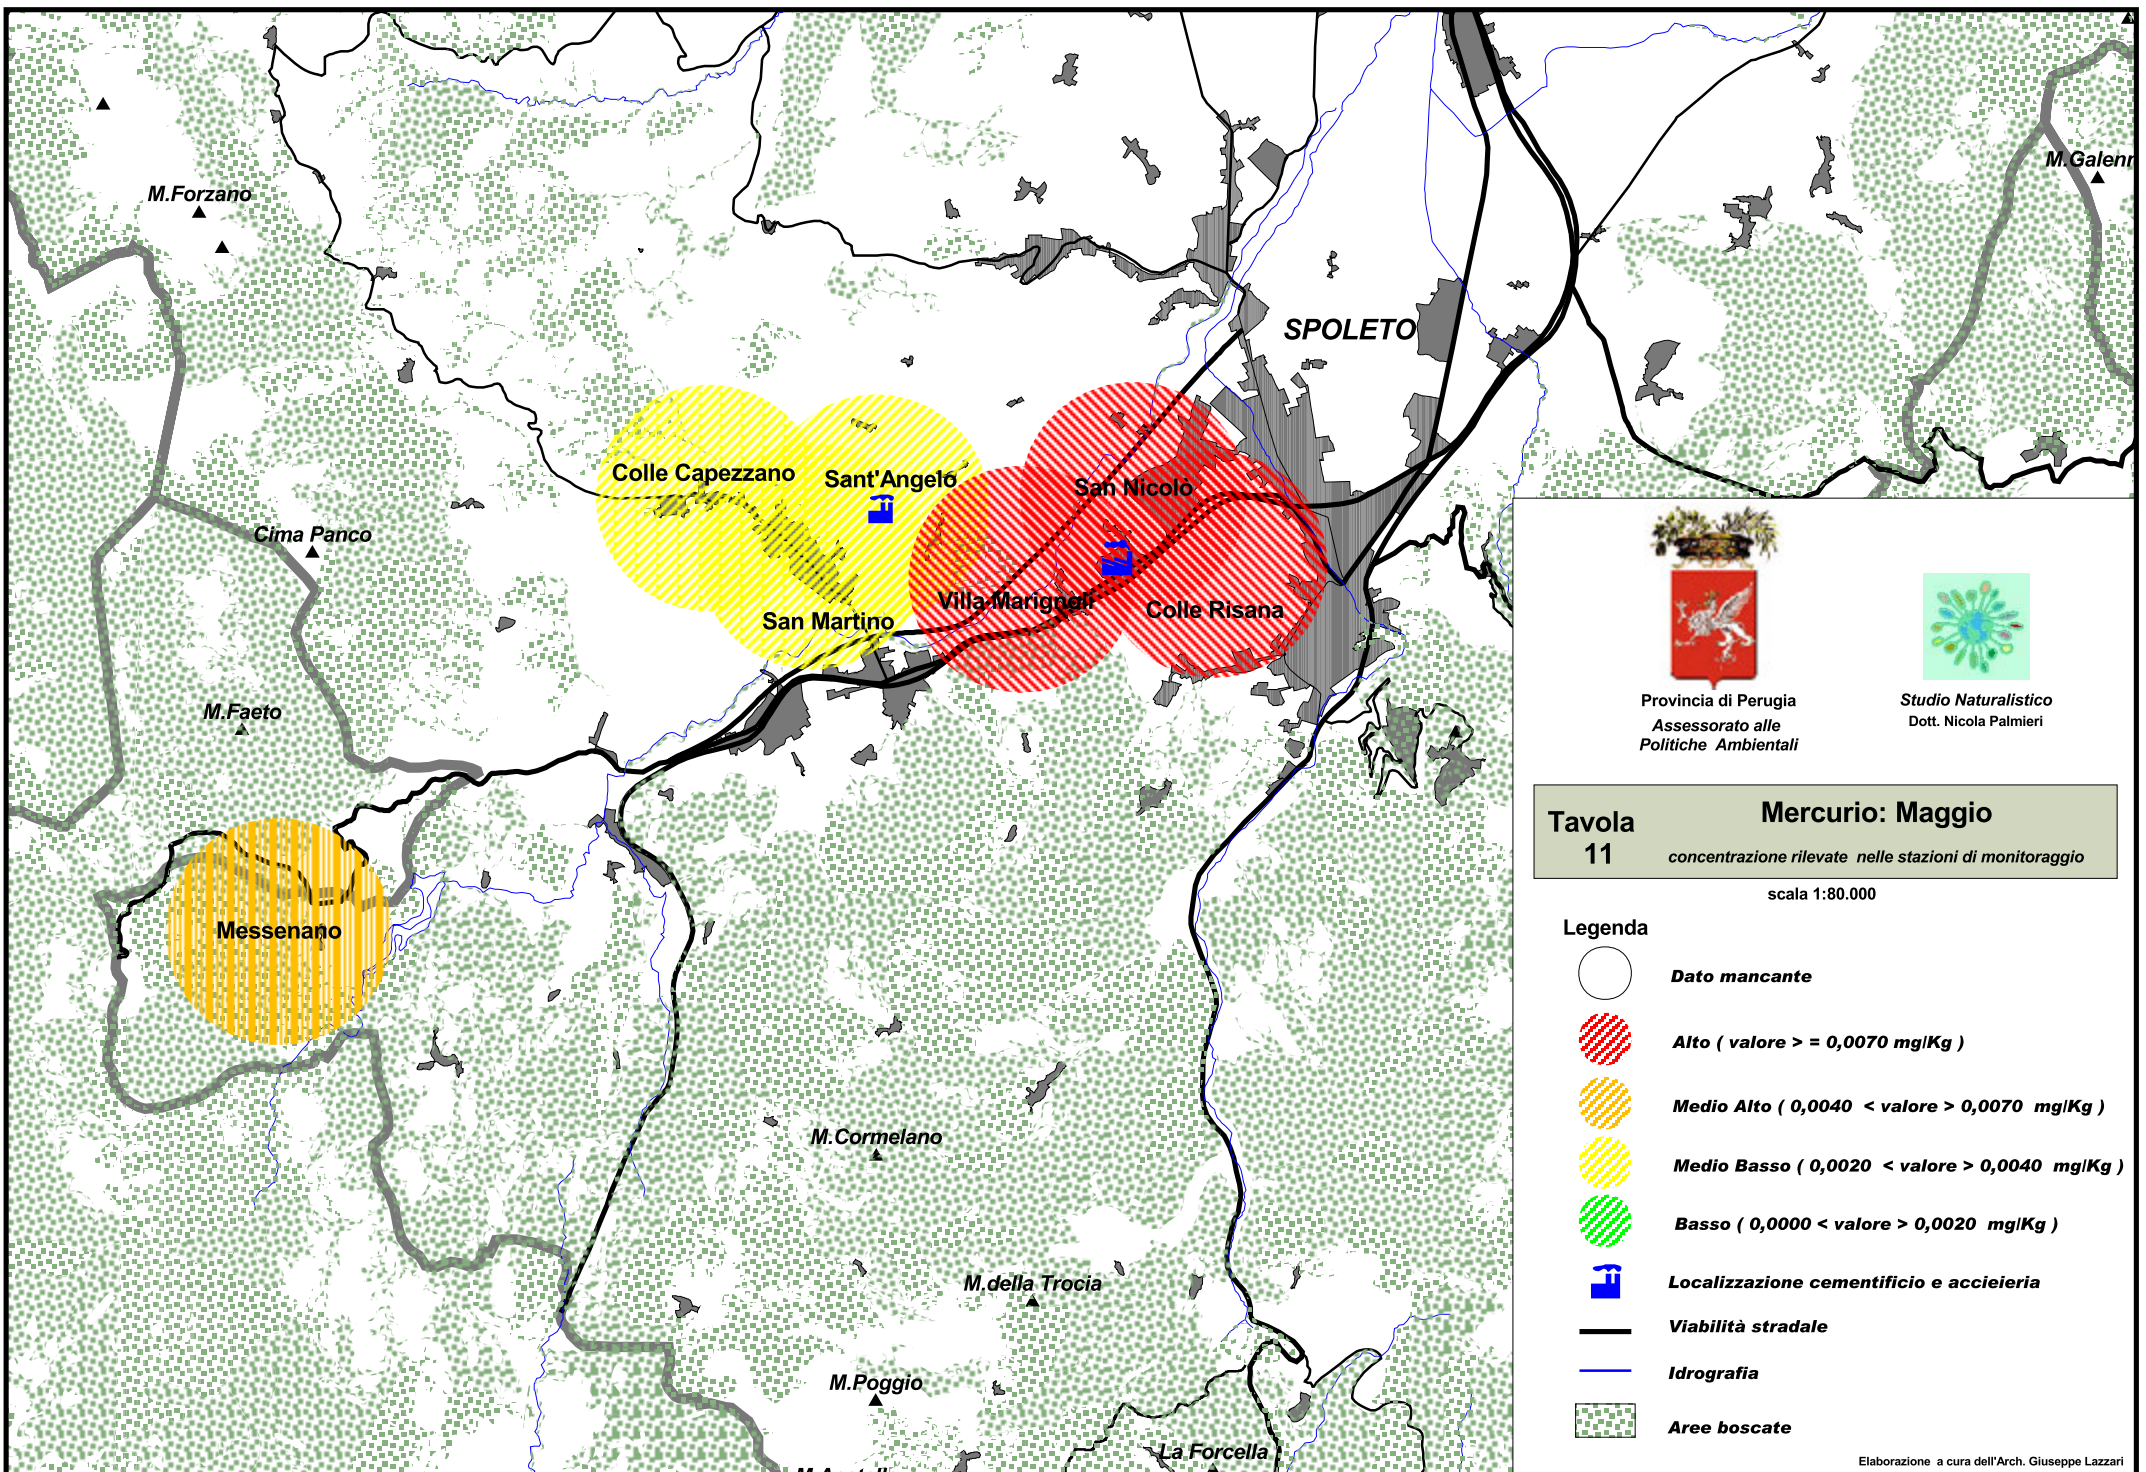 M.Forzano
M.Galenn
SPOLETO
Colle Capezzano
Sant'Angelo
San Nicolò
Cima Panco
Villa Marignoli
Colle Risana
San Martino
M.Faeto
Messenano
M.Cormelano
M.della Trocia
M.Poggio
La Forcella
Provincia di Perugia
Assessorato alle
Politiche Ambientali
Studio Naturalistico
Dott. Nicola Palmieri
Tavola
11
Mercurio: Maggio
concentrazione rilevate nelle stazioni di monitoraggio
scala 1:80.000
Legenda
Dato mancante
Alto ( valore > = 0,0070 mg/Kg )
Medio Alto ( 0,0040 < valore > 0,0070 mg/Kg )
Medio Basso ( 0,0020 < valore > 0,0040 mg/Kg )
Basso ( 0,0000 < valore > 0,0020 mg/Kg )
Localizzazione cementificio e accieieria
Viabilità stradale
Idrografia
Aree boscate
Elaborazione a cura dell'Arch. Giuseppe Lazzari